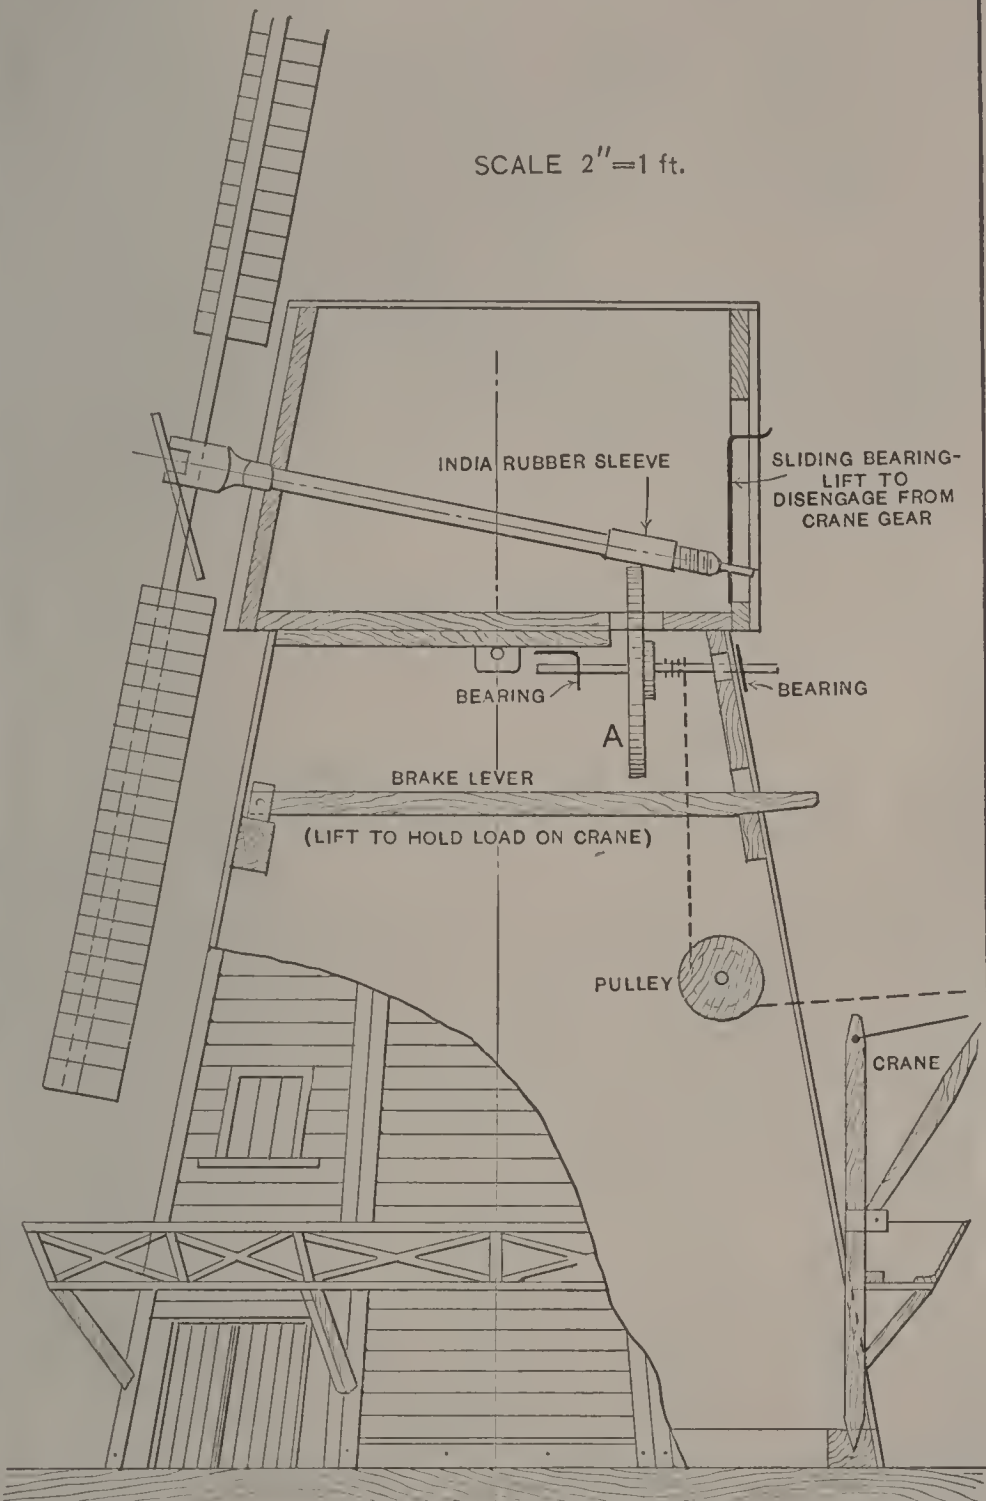 SCALE 2"=1 ft.
INDIA RUBBER SLEEVE
SLIDING BEARING-
LIFT TO
DISENGAGE FROM
CRANE GEAR
BEARING
BEARING
A
BRAKE LEVER
(LIFT TO HOLD LOAD ON CRANE)
PULLEY
CRANE